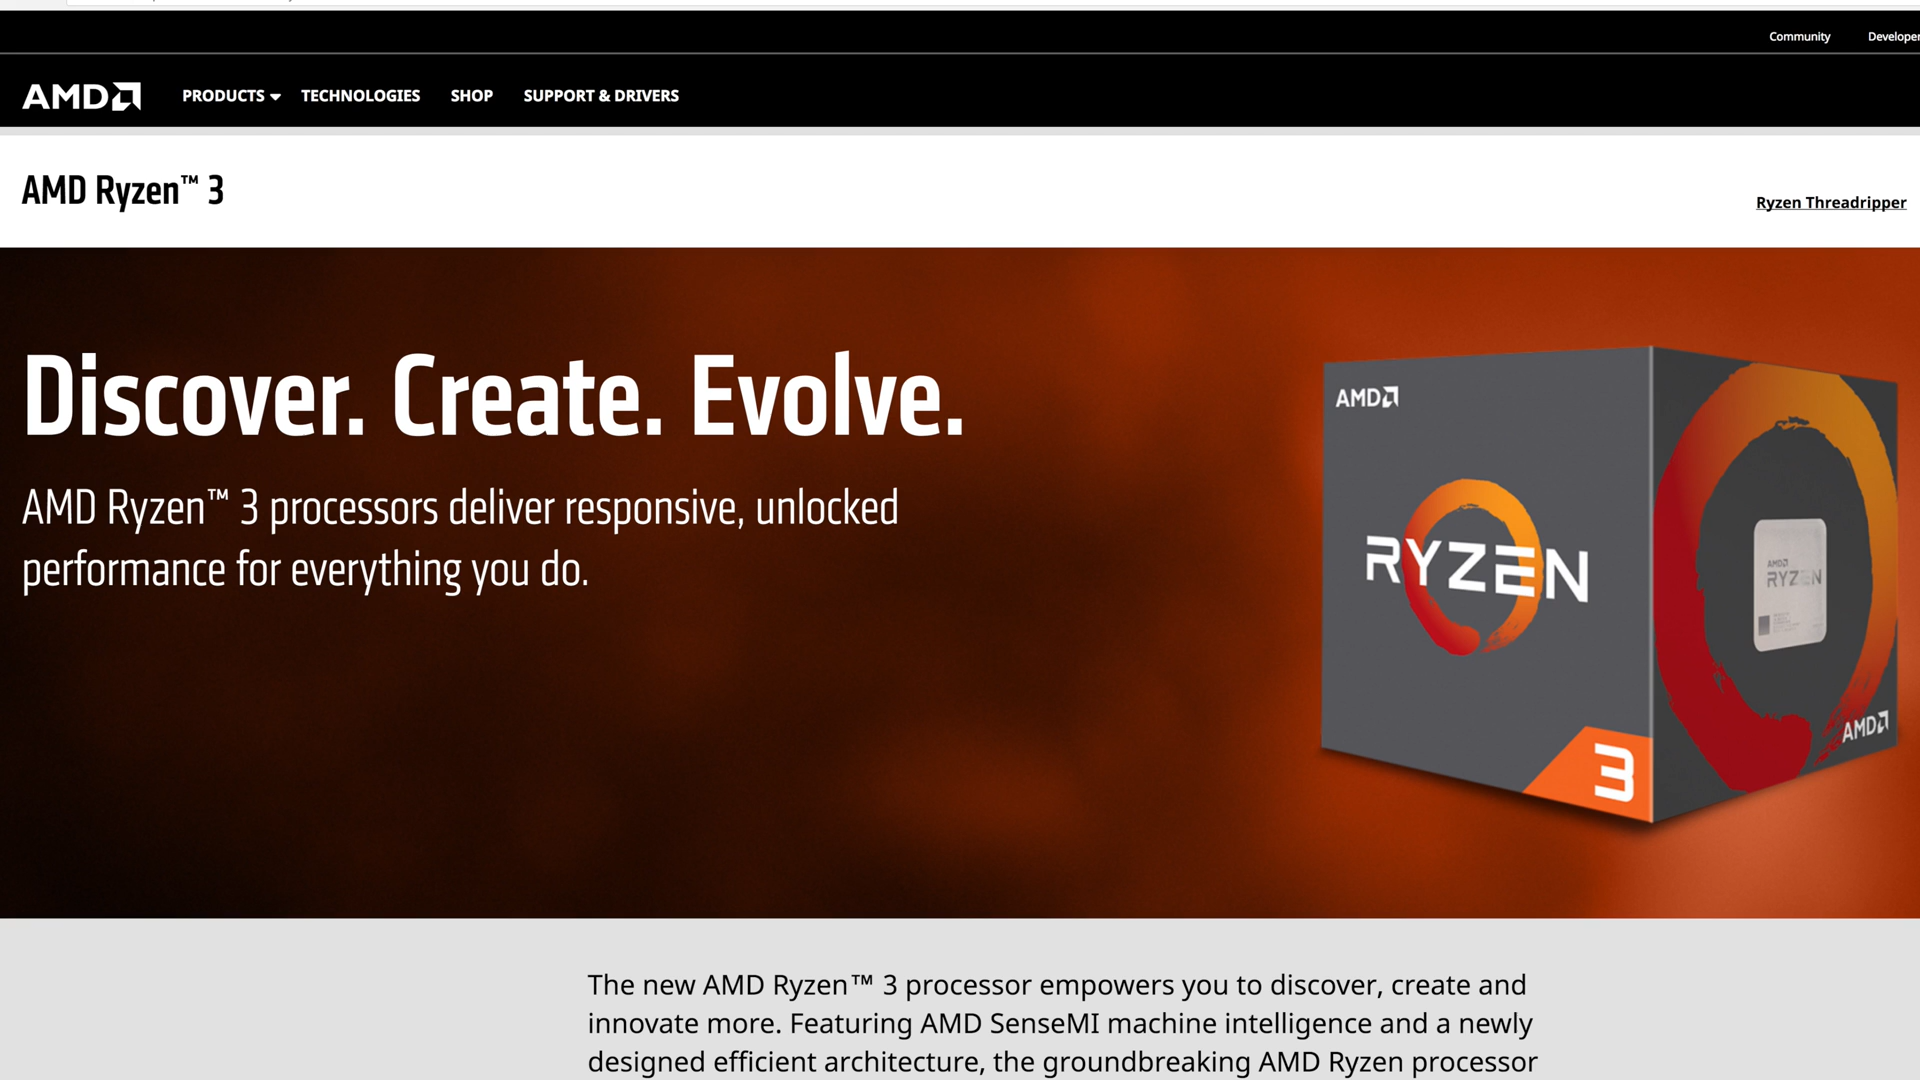 Community Developer
AMD PRODUCTS TECHNOLOGIES SHOP SUPPORT & DRIVERS
AMD Ryzen™ 3
Ryzen Threadripper
Discover. Create. Evolve.
AMD Ryzen™ 3 processors deliver responsive, unlocked
performance for everything you do.
AMD
RYZEN
3
AMD
RYZEN
AMD
The new AMD Ryzen™ 3 processor empowers you to discover, create and
innovate more. Featuring AMD SenseMI machine intelligence and a newly
designed efficient architecture, the groundbreaking AMD Ryzen processor